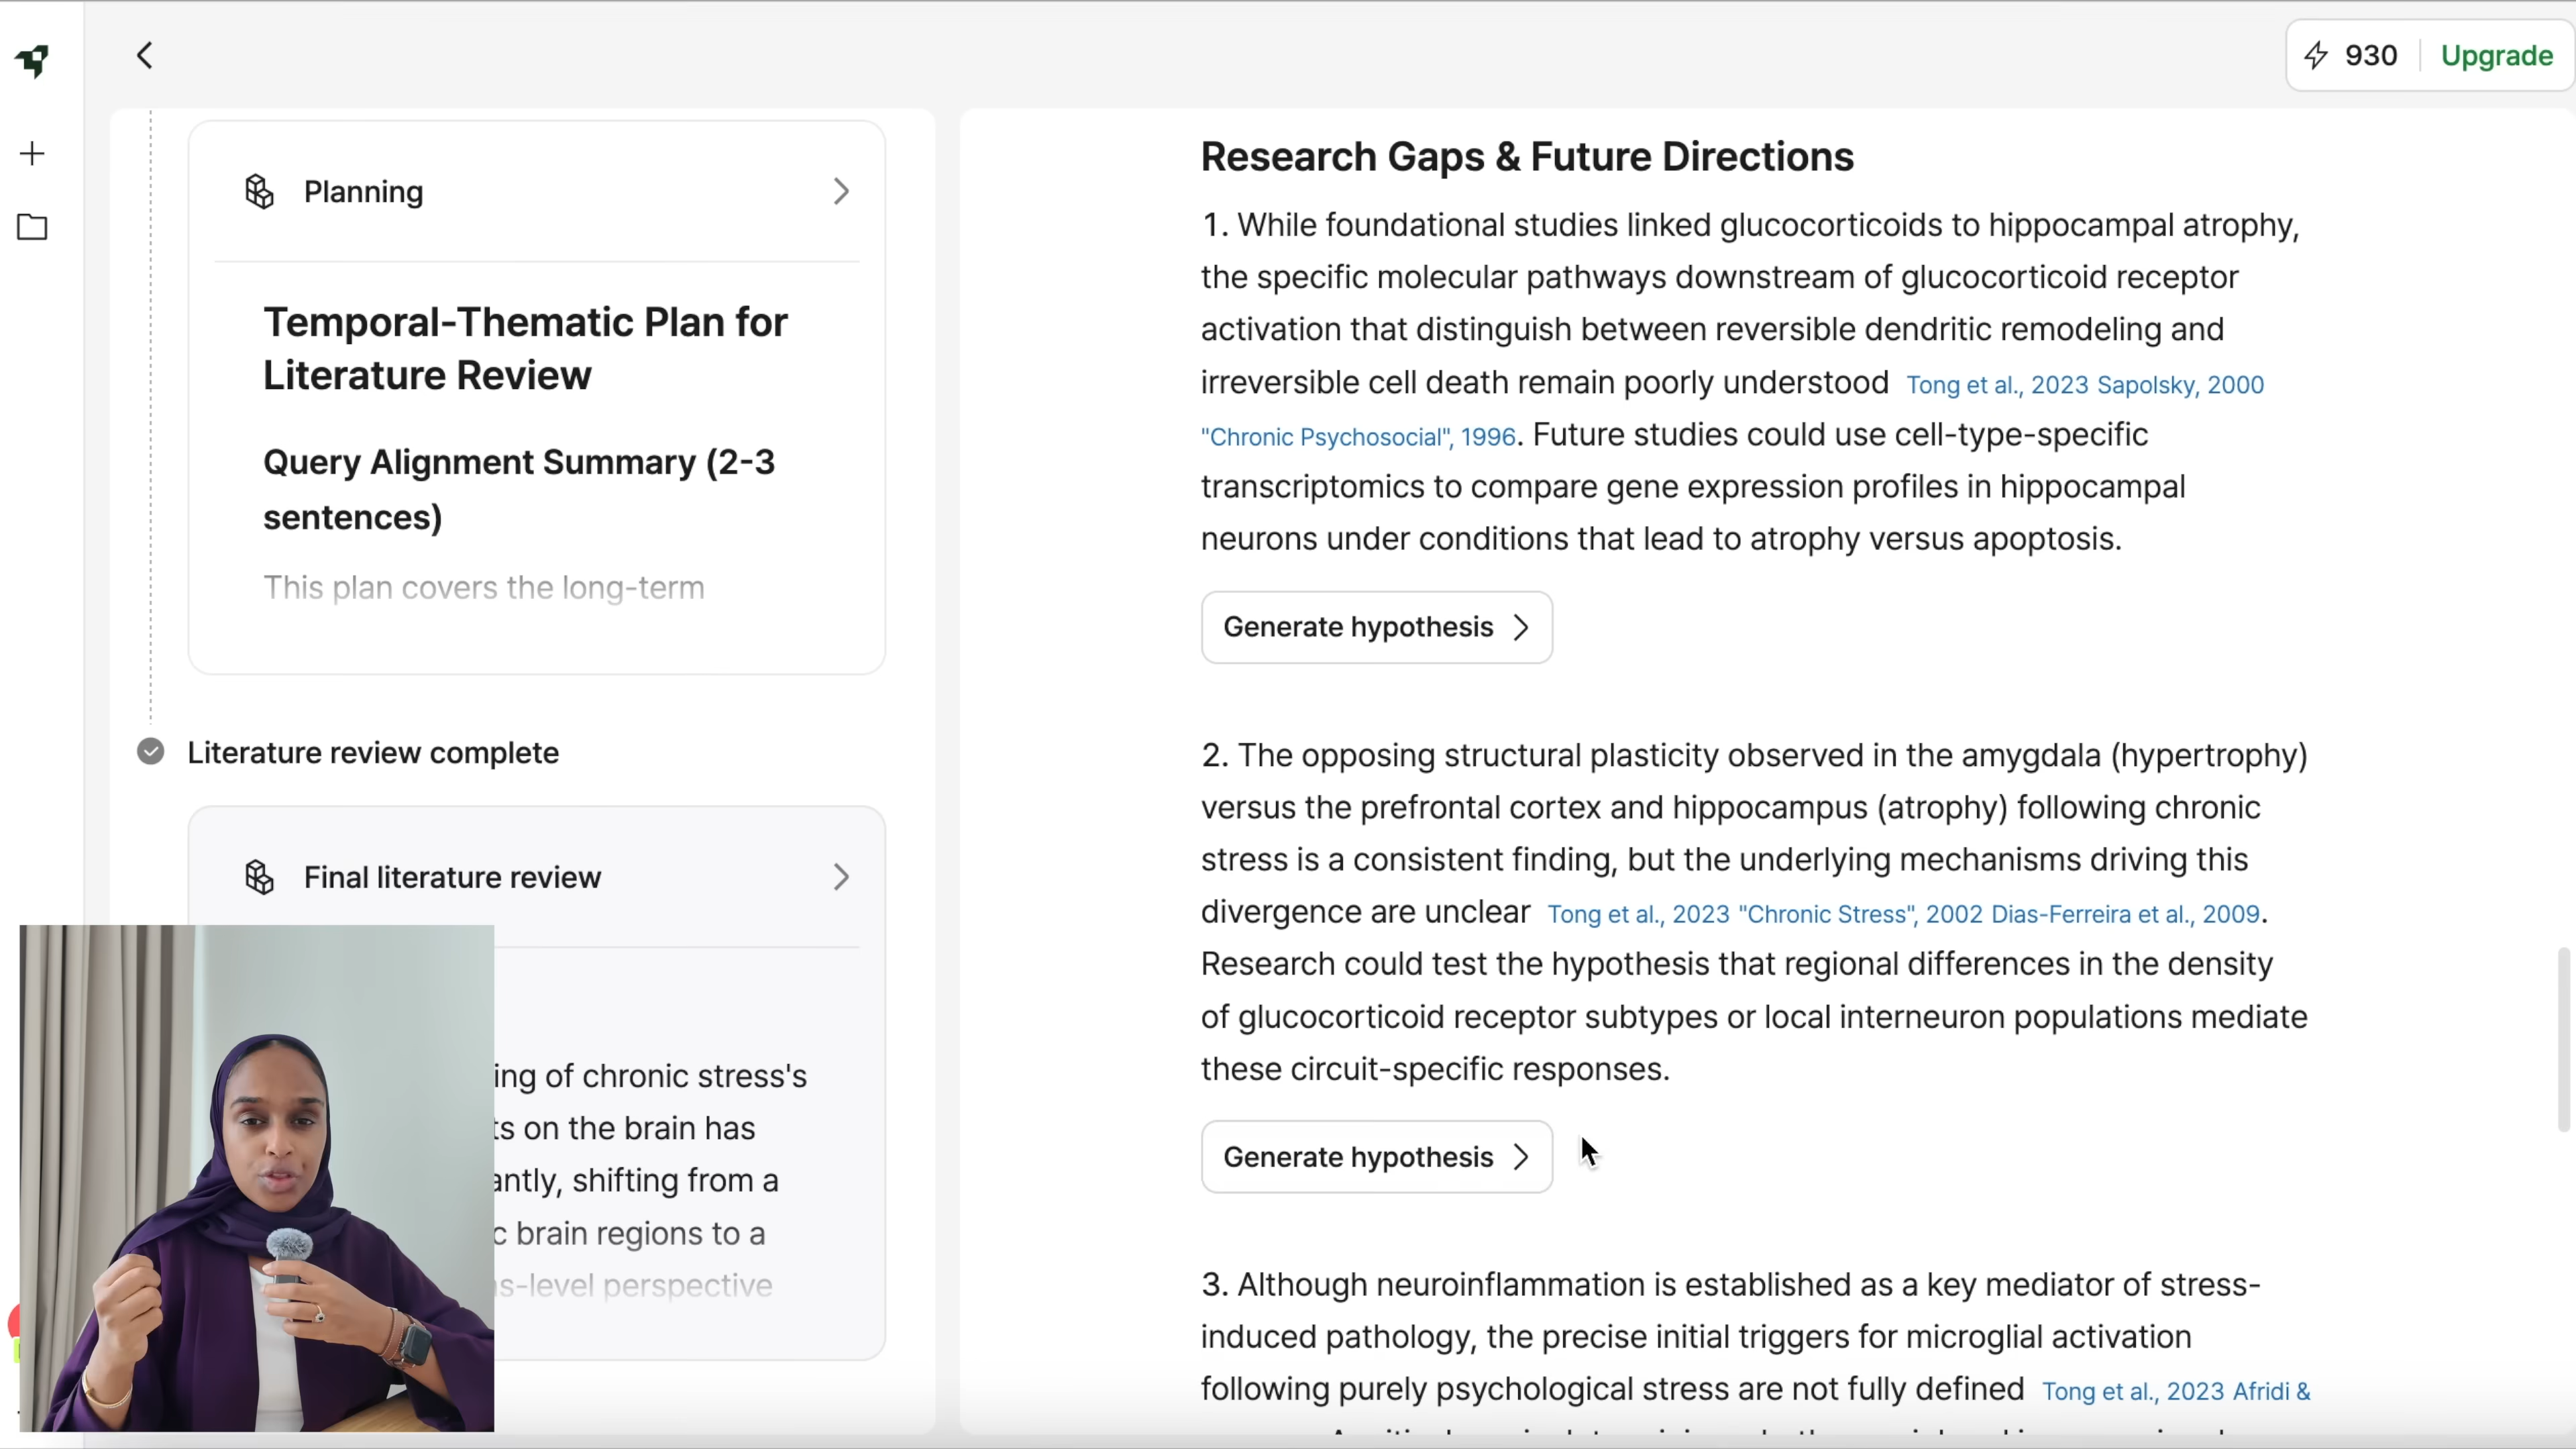 930 Upgrade
Planning
Temporal-Thematic Plan for
Literature Review
Query Alignment Summary (2-3
sentences)
This plan covers the long-term
Literature review complete
Final literature review
ing of chronic stress's
ts on the brain has
antly, shifting from a
c brain regions to a
s-level perspective
Research Gaps & Future Directions
1. While foundational studies linked glucocorticoids to hippocampal atrophy,
the specific molecular pathways downstream of glucocorticoid receptor
activation that distinguish between reversible dendritic remodeling and
irreversible cell death remain poorly understood Tong et al., 2023 Sapolsky, 2000
"Chronic Psychosocial", 1996. Future studies could use cell-type-specific
transcriptomics to compare gene expression profiles in hippocampal
neurons under conditions that lead to atrophy versus apoptosis.
Generate hypothesis
2. The opposing structural plasticity observed in the amygdala (hypertrophy)
versus the prefrontal cortex and hippocampus (atrophy) following chronic
stress is a consistent finding, but the underlying mechanisms driving this
divergence are unclear Tong et al., 2023 "Chronic Stress", 2002 Dias-Ferreira et al., 2009.
Research could test the hypothesis that regional differences in the density
of glucocorticoid receptor subtypes or local interneuron populations mediate
these circuit-specific responses.
Generate hypothesis
3. Although neuroinflammation is established as a key mediator of stress-
induced pathology, the precise initial triggers for microglial activation
following purely psychological stress are not fully defined Tong et al., 2023 Afridi &